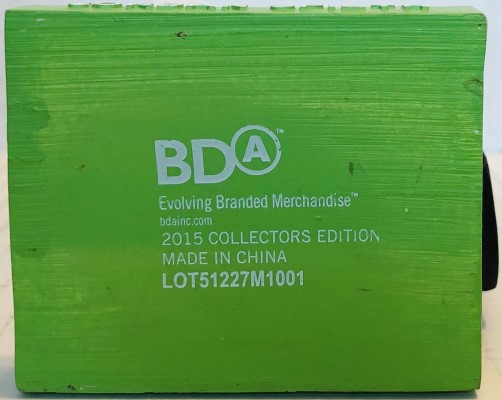 BDA™
Evolving Branded Merchandise™
bdainc.com
2015 COLLECTORS EDITION
MADE IN CHINA
LOT51227M1001